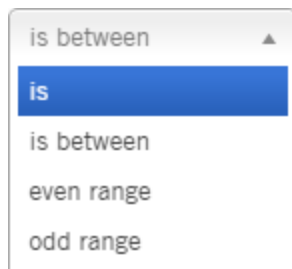 is between
is
is between
even range
odd range